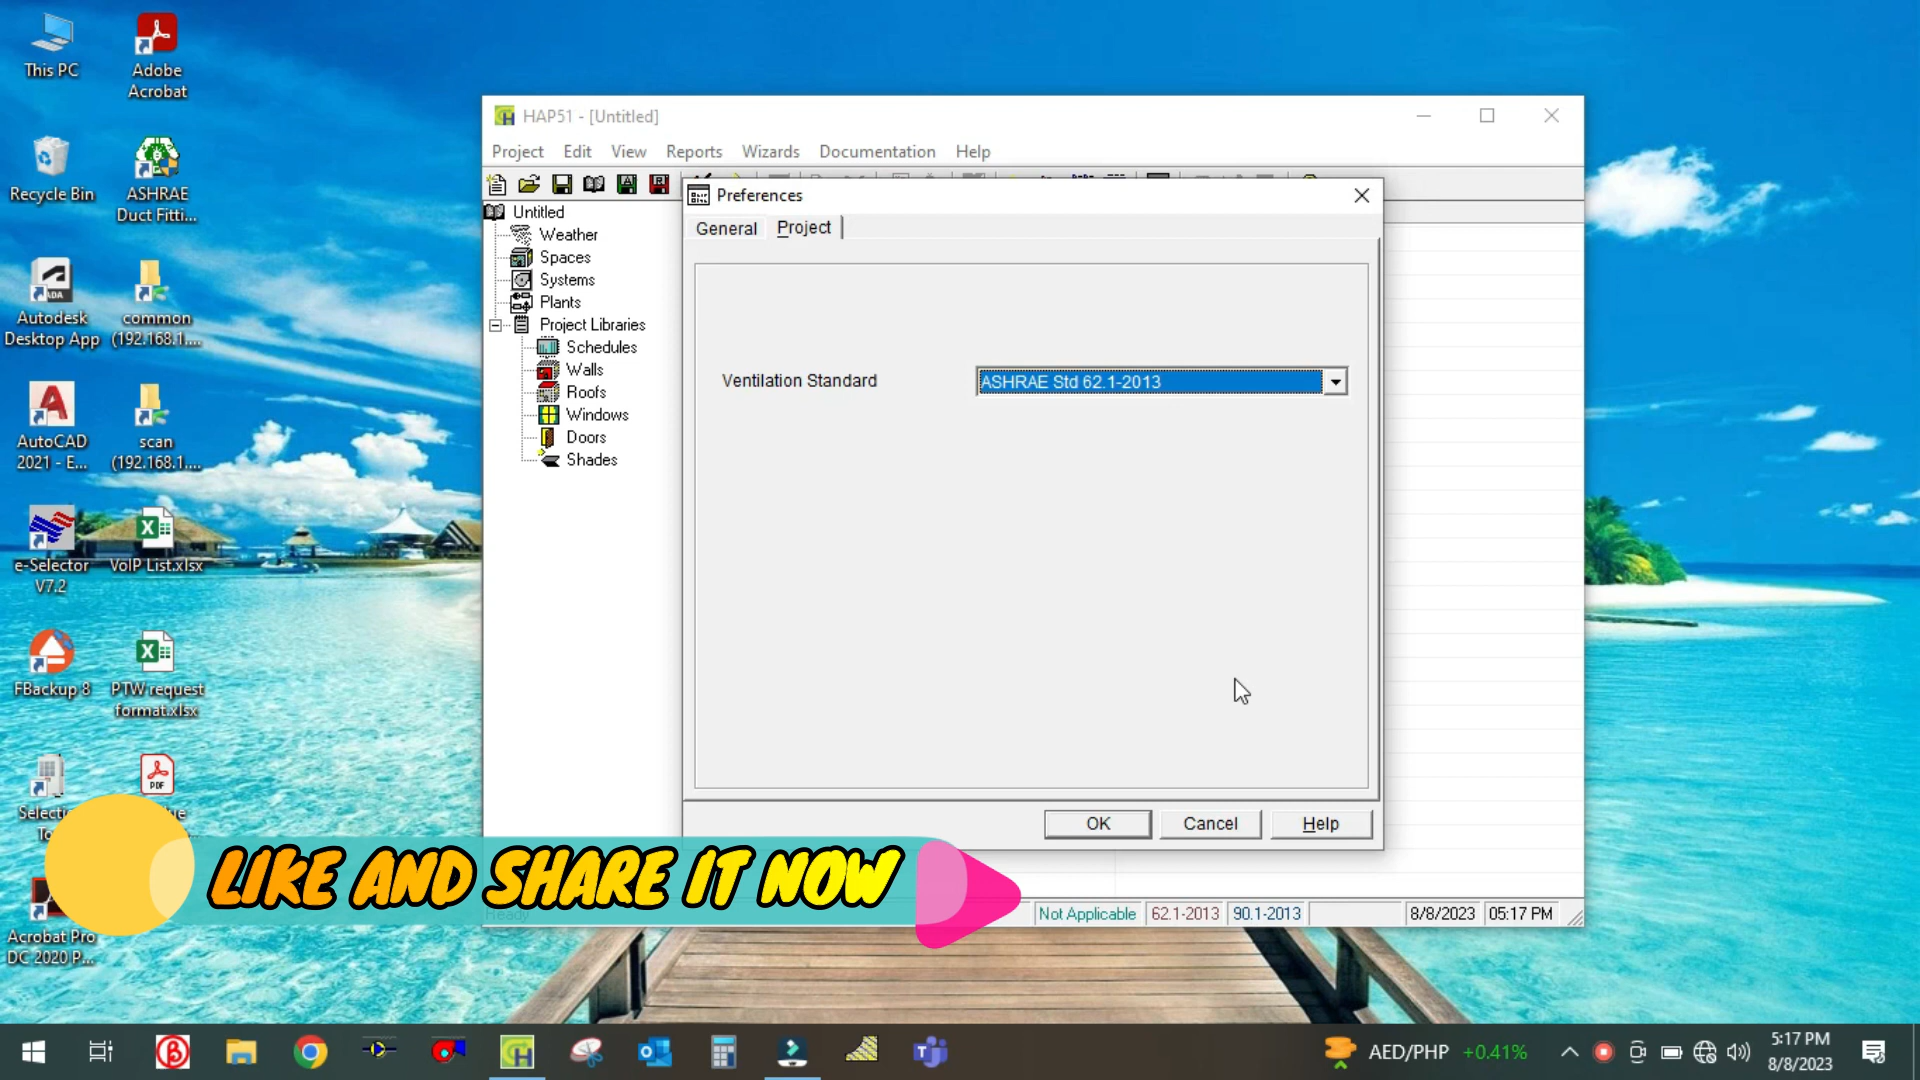 This PC
Adobe
Acrobat
Recycle Bin
ASHRAE
Duct Fitti...
Autodesk
Desktop App
common
(192.168.1....
AutoCAD
2021 - E...
scan
(192.168.1....
e-Selector
V7.2
VoIP List.xlsx
FBackup 8
PTW request
format.xlsx
PDF
Acrobat Pro
DC 2020 P...
HAP51 - [Untitled]
Project Edit View Reports Wizards Documentation Help
Untitled
Weather
Spaces
Systems
Plants
Project Libraries
Schedules
Walls
Roofs
Windows
Doors
Shades
Preferences
General Project
Ventilation Standard
ASHRAE Std 62.1-2013
OK Cancel Help
LIKE AND SHARE IT NOW
Ready
Not Applicable 62.1-2013 90.1-2013 8/8/2023 05:17 PM
AED/PHP +0.41%
5:17 PM
8/8/2023